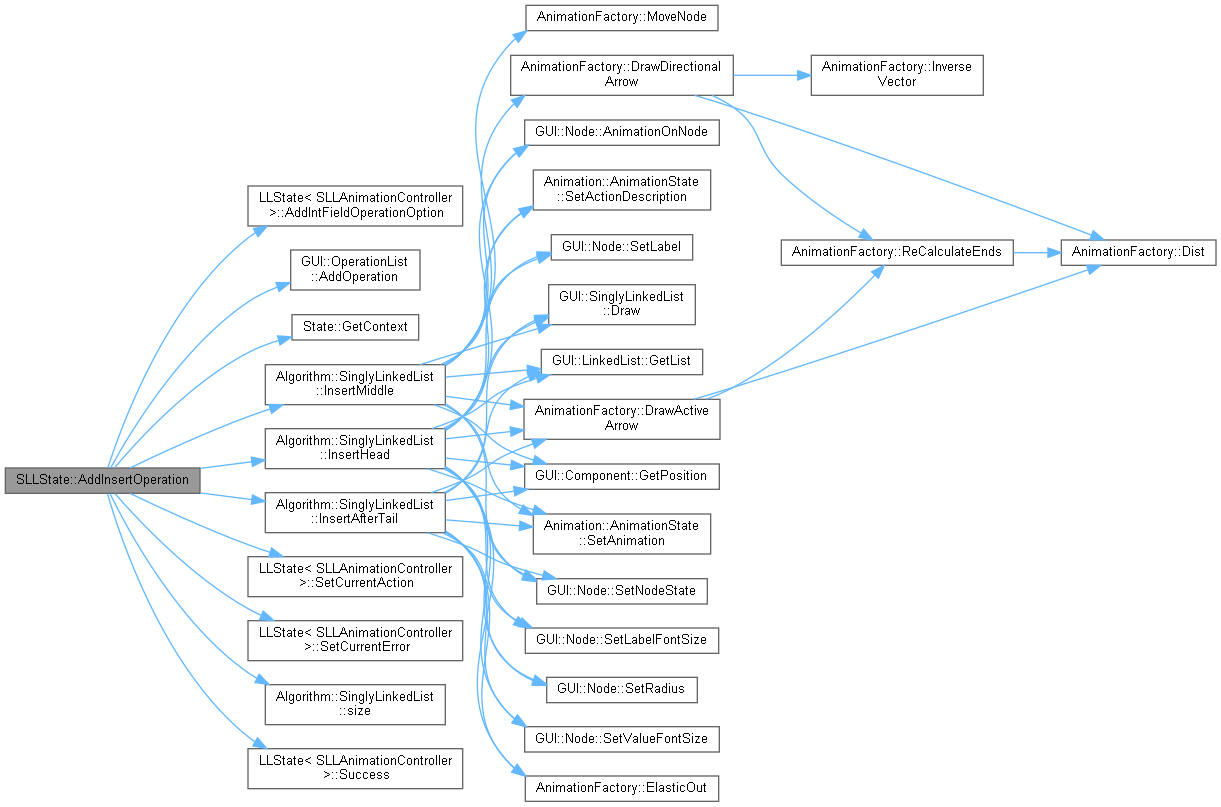 SLLState::AddInsertOperation
LLState< SLLAnimationController
>::AddIntFieldOperationOption
GUI::OperationList
::AddOperation
State::GetContext
Algorithm::SinglyLinkedList
::InsertMiddle
Algorithm::SinglyLinkedList
::InsertHead
Algorithm::SinglyLinkedList
::InsertAfterTail
LLState< SLLAnimationController
>::SetCurrentAction
LLState< SLLAnimationController
>::SetCurrentError
Algorithm::SinglyLinkedList
::size
LLState< SLLAnimationController
>::Success
AnimationFactory::MoveNode
AnimationFactory::DrawDirectional
Arrow
GUI::Node::AnimationOnNode
Animation::AnimationState
::SetActionDescription
GUI::Node::SetLabel
GUI::SinglyLinkedList
::Draw
GUI::LinkedList::GetList
AnimationFactory::DrawActive
Arrow
GUI::Component::GetPosition
Animation::AnimationState
::SetAnimation
GUI::Node::SetNodeState
GUI::Node::SetLabelFontSize
GUI::Node::SetRadius
GUI::Node::SetValueFontSize
AnimationFactory::ElasticOut
AnimationFactory::Inverse
Vector
AnimationFactory::ReCalculateEnds
AnimationFactory::Dist